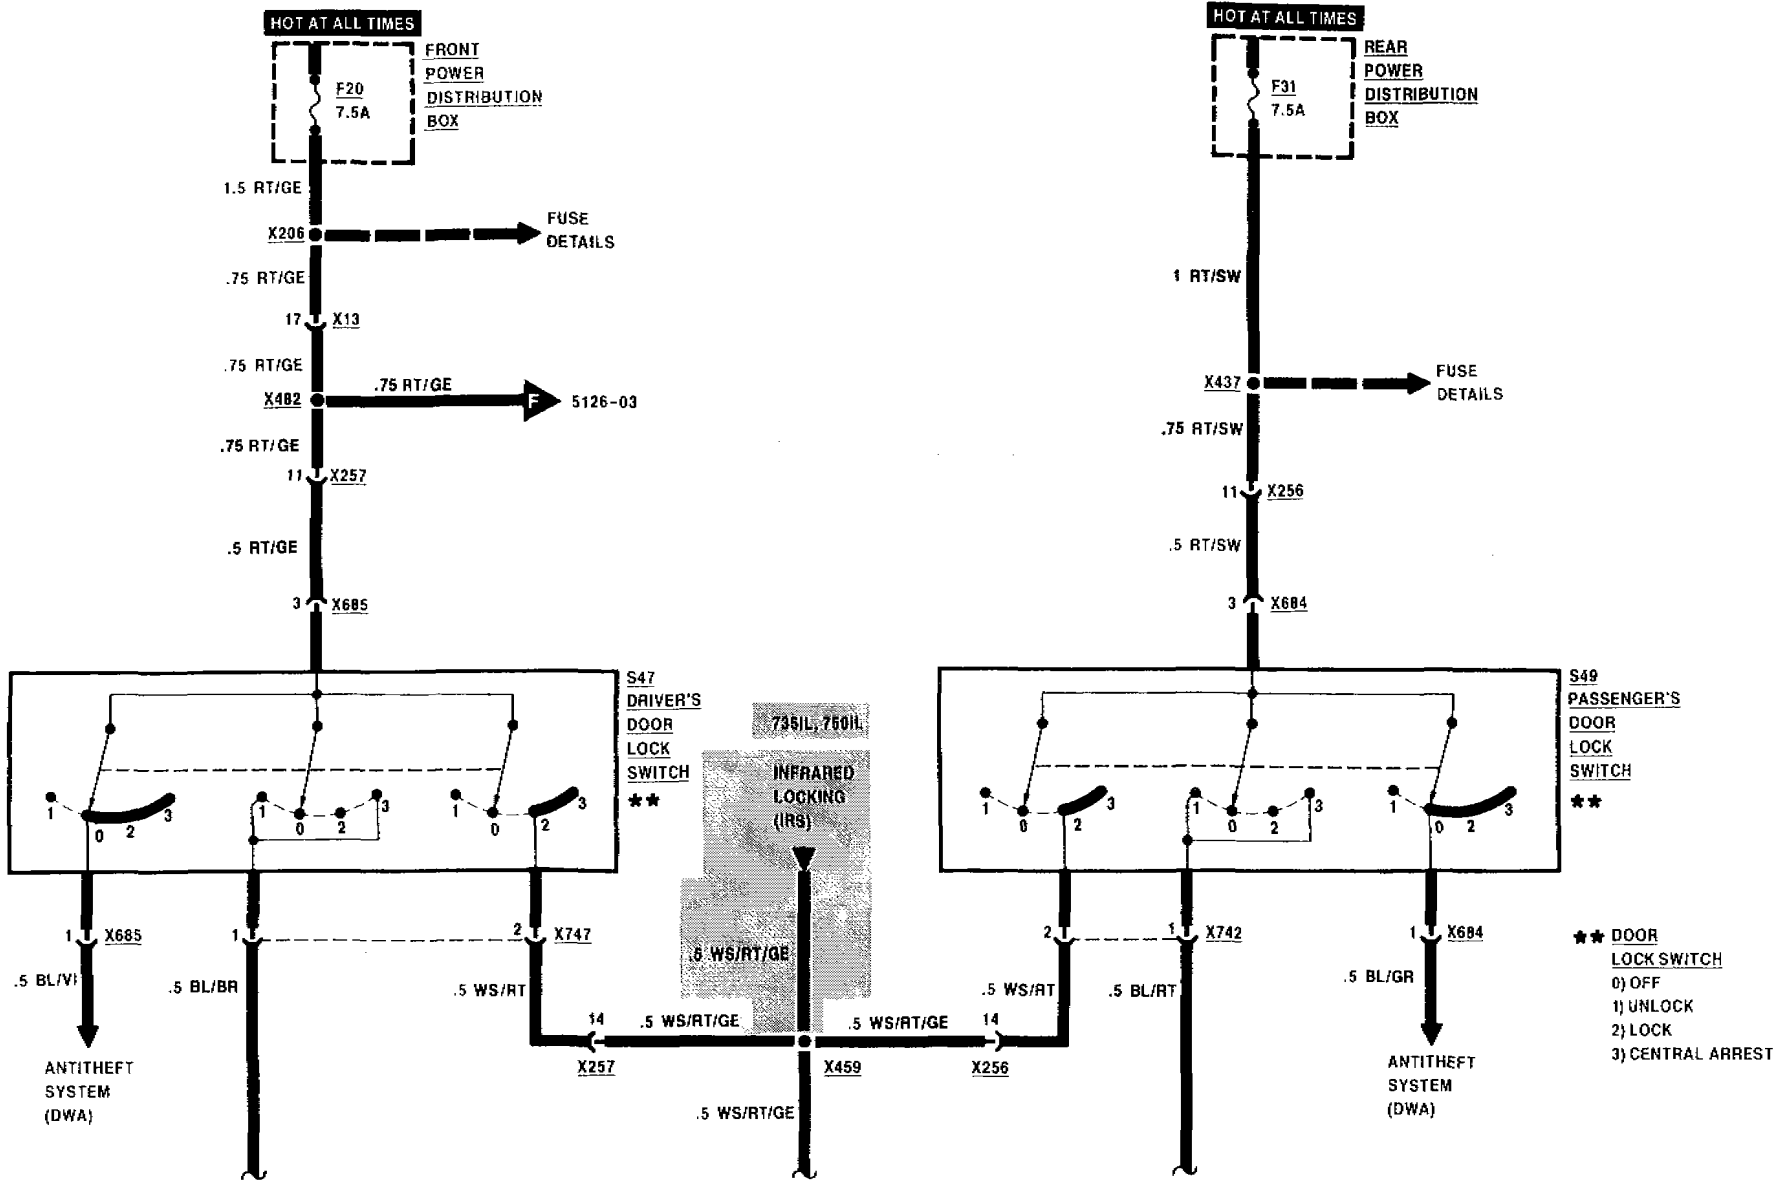 HOT AT ALL TIMES
FRONT
POWER
DISTRIBUTION
BOX
F20
7.5A
1.5 RT/GE
X206
FUSE
DETAILS
.75 RT/GE
17 X13
.75 RT/GE
X482
.75 RT/GE
F 5126-03
.75 RT/GE
11 X257
.5 RT/GE
3 X685
S47
DRIVER'S
DOOR
LOCK
SWITCH
**
1 0 2 3
1 0 2 3
1 0 2 3
1 X685
.5 BL/VI
ANTITHEFT
SYSTEM
(DWA)
1
.5 BL/BR
2 X747
.5 WS/RT
14
X257
.5 WS/RT/GE
735IL, 750IL
INFRARED
LOCKING
(IRS)
.5 WS/RT/GE
X459
.5 WS/RT/GE
.5 WS/RT/GE
14
X256
HOT AT ALL TIMES
REAR
POWER
DISTRIBUTION
BOX
F31
7.5A
1 RT/SW
X437
FUSE
DETAILS
.75 RT/SW
11 X256
.5 RT/SW
3 X684
S49
PASSENGER'S
DOOR
LOCK
SWITCH
**
1 0 2 3
1 0 2 3
1 0 2 3
2
.5 WS/RT
1 X742
.5 BL/RT
1 X684
.5 BL/GR
ANTITHEFT
SYSTEM
(DWA)
** DOOR
LOCK SWITCH
0) OFF
1) UNLOCK
2) LOCK
3) CENTRAL ARREST